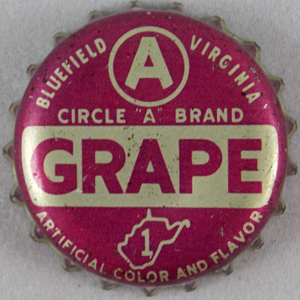 BLUEFIELD VIRGINIA
A
CIRCLE "A" BRAND
GRAPE
1
ARTIFICIAL COLOR AND FLAVOR